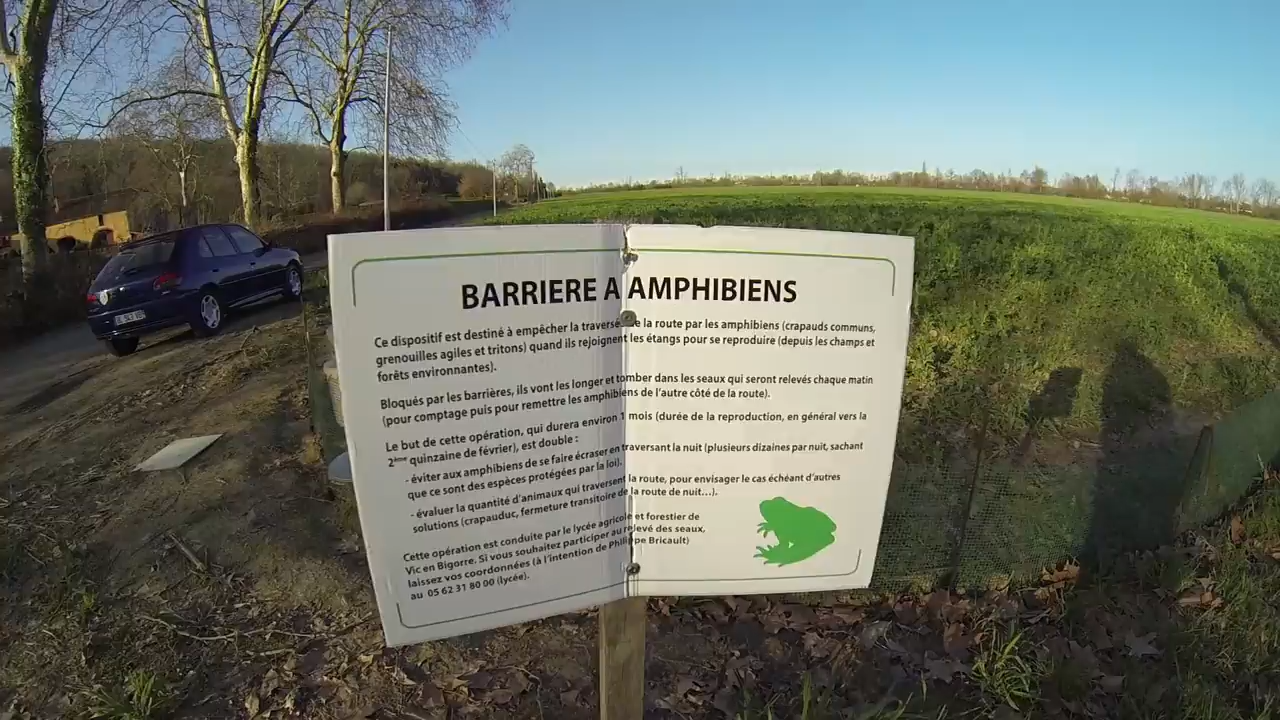 BARRIERE A AMPHIBIENS
Ce dispositif est destiné à empêcher la traversée de la route par les amphibiens (crapauds communs,
grenouilles agiles et tritons) quand ils rejoignent les étangs pour se reproduire (depuis les champs et
forêts environnantes).
Bloqués par les barrières, ils vont les longer et tomber dans les seaux qui seront relevés chaque matin
(pour comptage puis pour remettre les amphibiens de l'autre côté de la route).
Le but de cette opération, qui durera environ 1 mois (durée de la reproduction, en général vers la
2ème quinzaine de février), est double :
- éviter aux amphibiens de se faire écraser en traversant la nuit (plusieurs dizaines par nuit, sachant
que ce sont des espèces protégées par la loi).
- évaluer la quantité d'animaux qui traversent la route, pour envisager le cas échéant d'autres
solutions (crapauduc, fermeture transitoire de la route de nuit...).
Cette opération est conduite par le lycée agricole et forestier de
Vic en Bigorre. Si vous souhaitez participer au relevé des seaux,
laissez vos coordonnées (à l'intention de Philippe Bricault)
au 05 62 31 80 00 (lycée).